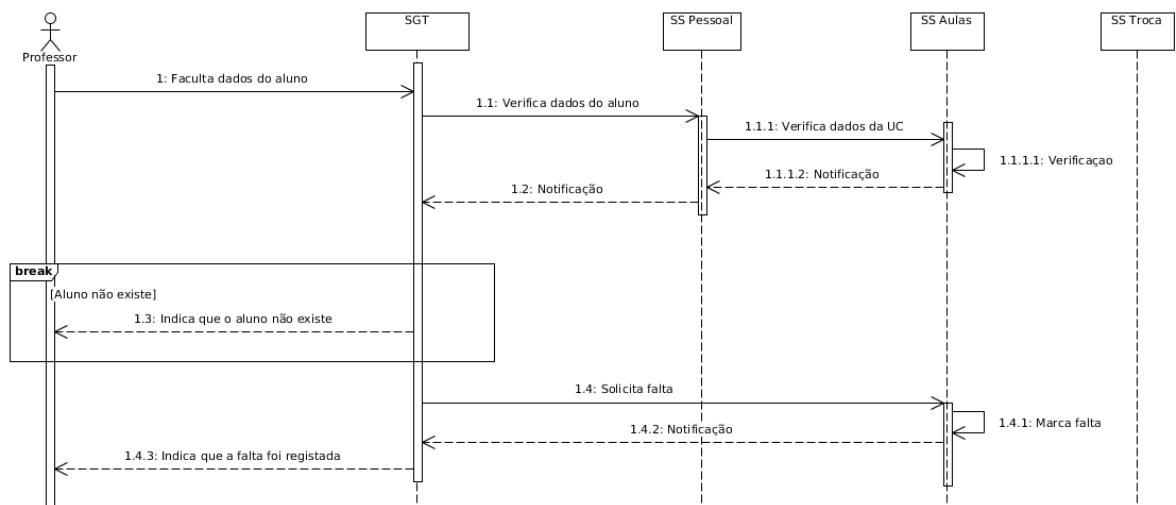 SGT
SS Pessoal
SS Aulas
SS Troca
Professor
1: Faculta dados do aluno
1.1: Verifica dados do aluno
1.1.1: Verifica dados da UC
1.1.1.1: Verificaçao
1.1.1.2: Notificação
1.2: Notificação
break
[Aluno não existe]
1.3: Indica que o aluno não existe
1.4: Solicita falta
1.4.1: Marca falta
1.4.2: Notificação
1.4.3: Indica que a falta foi registada